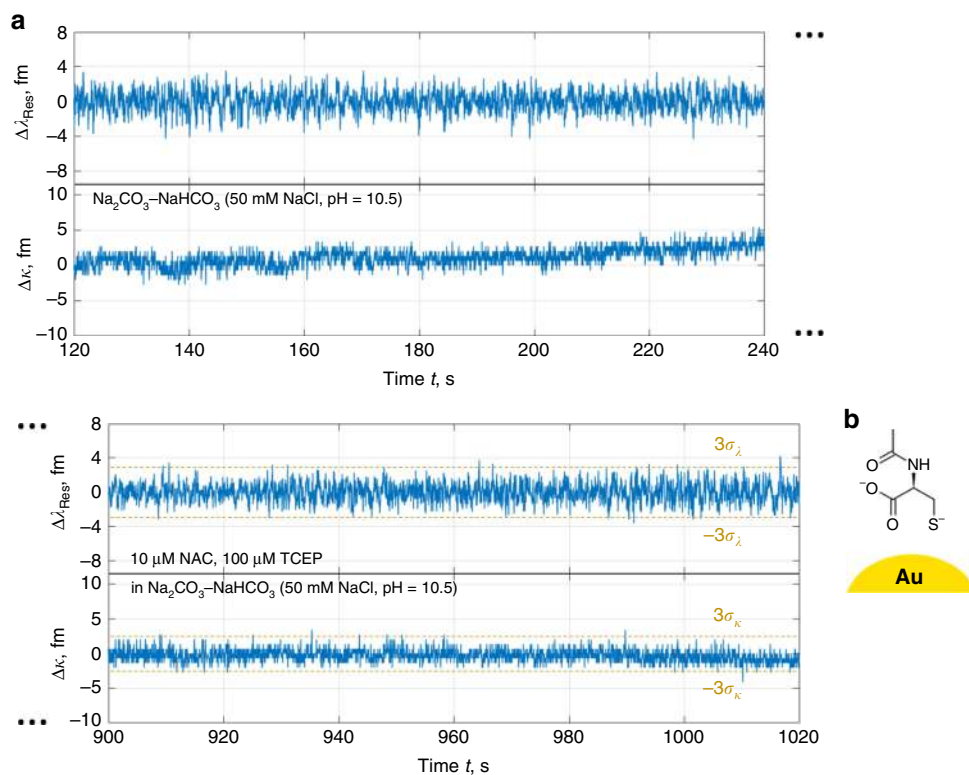 a
8
4
0
−4
−8
Δλ_Res, fm
Na₂CO₃–NaHCO₃ (50 mM NaCl, pH = 10.5)
10
5
0
−5
−10
Δκ, fm
120 140 160 180 200 220 240
Time t, s
8
4
0
−4
−8
Δλ_Res, fm
3σ_λ
−3σ_λ
10 μM NAC, 100 μM TCEP
in Na₂CO₃–NaHCO₃ (50 mM NaCl, pH = 10.5)
10
5
0
−5
−10
Δκ, fm
3σ_κ
−3σ_κ
900 920 940 960 980 1000 1020
Time t, s
b
O NH
⁻O
O S⁻
Au